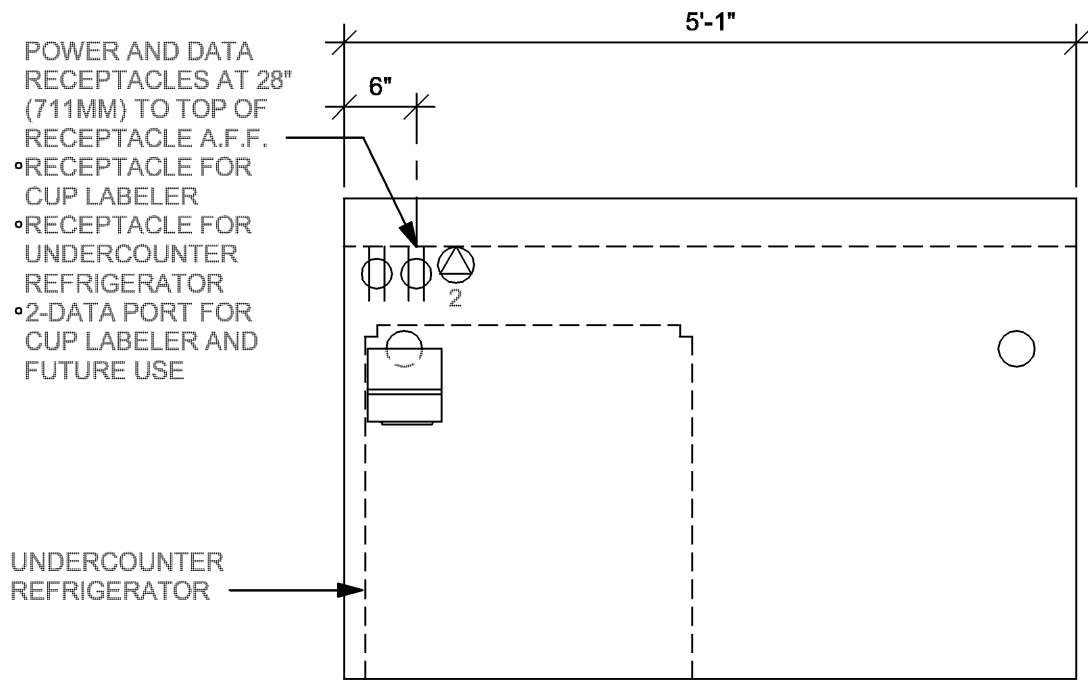 5'-1"
6"
POWER AND DATA
RECEPTACLES AT 28"
(711MM) TO TOP OF
RECEPTACLE A.F.F.
RECEPTACLE FOR
CUP LABELER
RECEPTACLE FOR
UNDERCOUNTER
REFRIGERATOR
2-DATA PORT FOR
CUP LABELER AND
FUTURE USE
2
UNDERCOUNTER
REFRIGERATOR